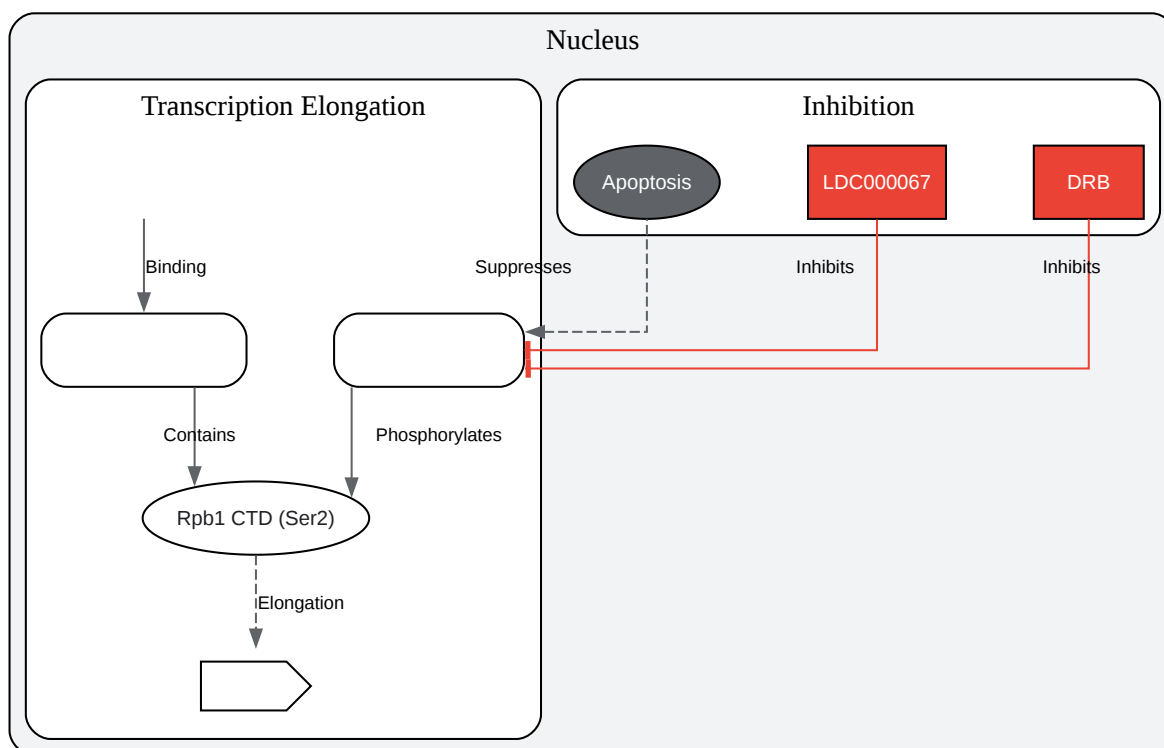 Nucleus
Transcription Elongation
Inhibition
Apoptosis
LDC000067
DRB
Binding
Suppresses
Inhibits
Inhibits
Contains
Phosphorylates
Rpb1 CTD (Ser2)
Elongation